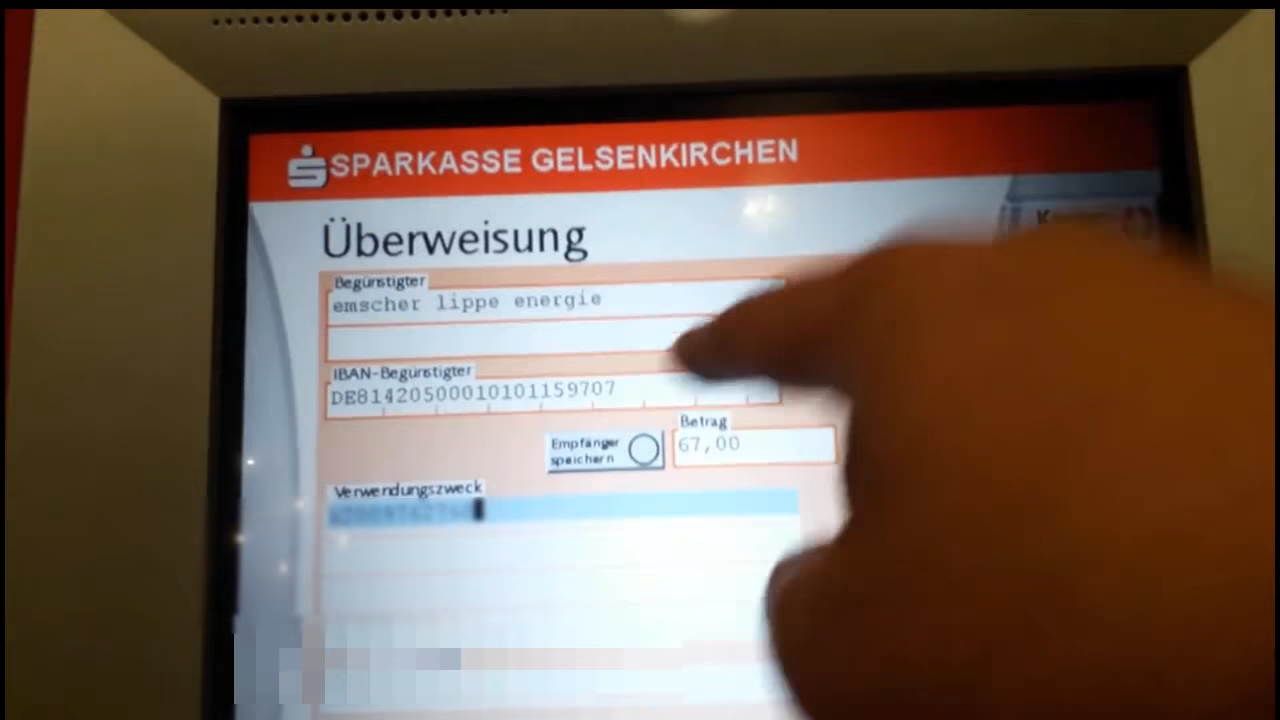 SPARKASSE GELSENKIRCHEN
Überweisung
Begünstigter
emscher lippe energie
IBAN-Begünstigter
DE81420500010101159707
Betrag
67,00
Empfänger
speichern
Verwendungszweck